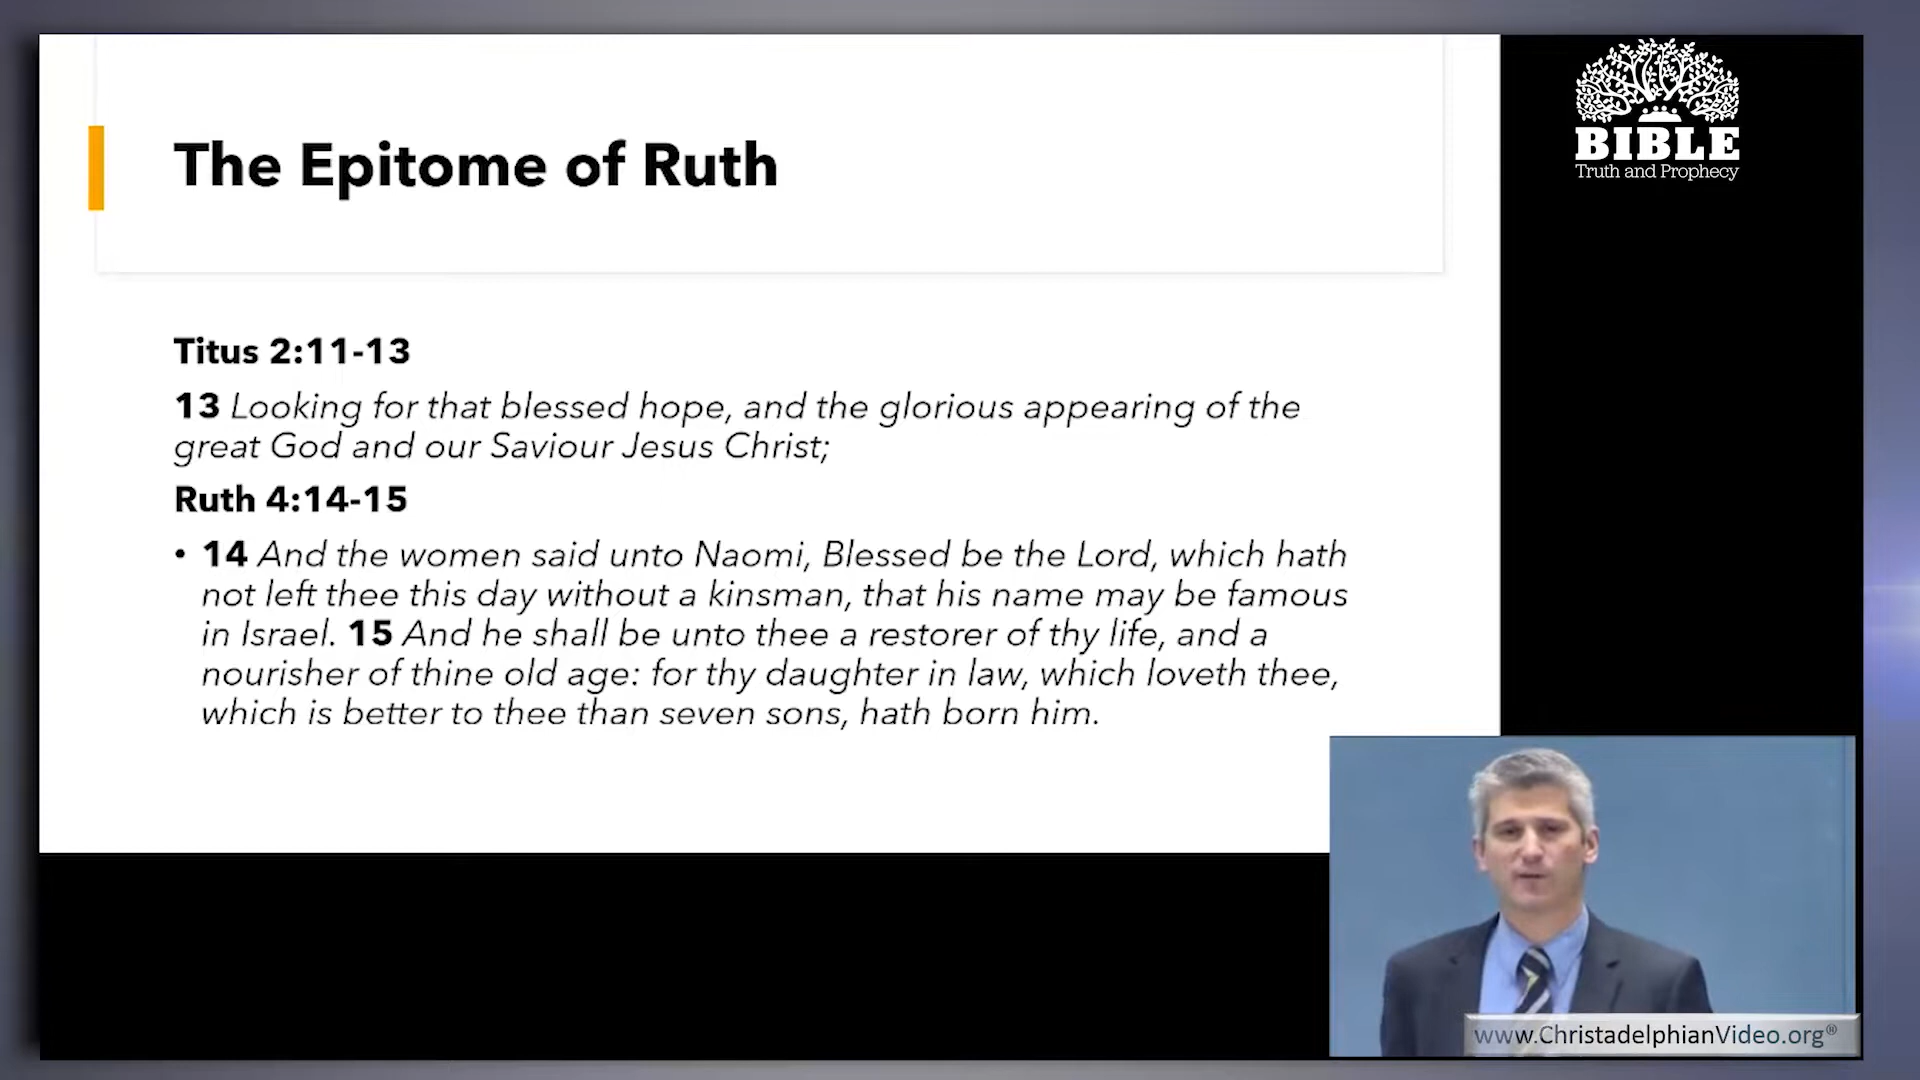 The Epitome of Ruth
Titus 2:11-13
13 Looking for that blessed hope, and the glorious appearing of the
great God and our Saviour Jesus Christ;
Ruth 4:14-15
• 14 And the women said unto Naomi, Blessed be the Lord, which hath
not left thee this day without a kinsman, that his name may be famous
in Israel. 15 And he shall be unto thee a restorer of thy life, and a
nourisher of thine old age: for thy daughter in law, which loveth thee,
which is better to thee than seven sons, hath born him.
BIBLE
Truth and Prophecy
www.ChristadelphianVideo.org®